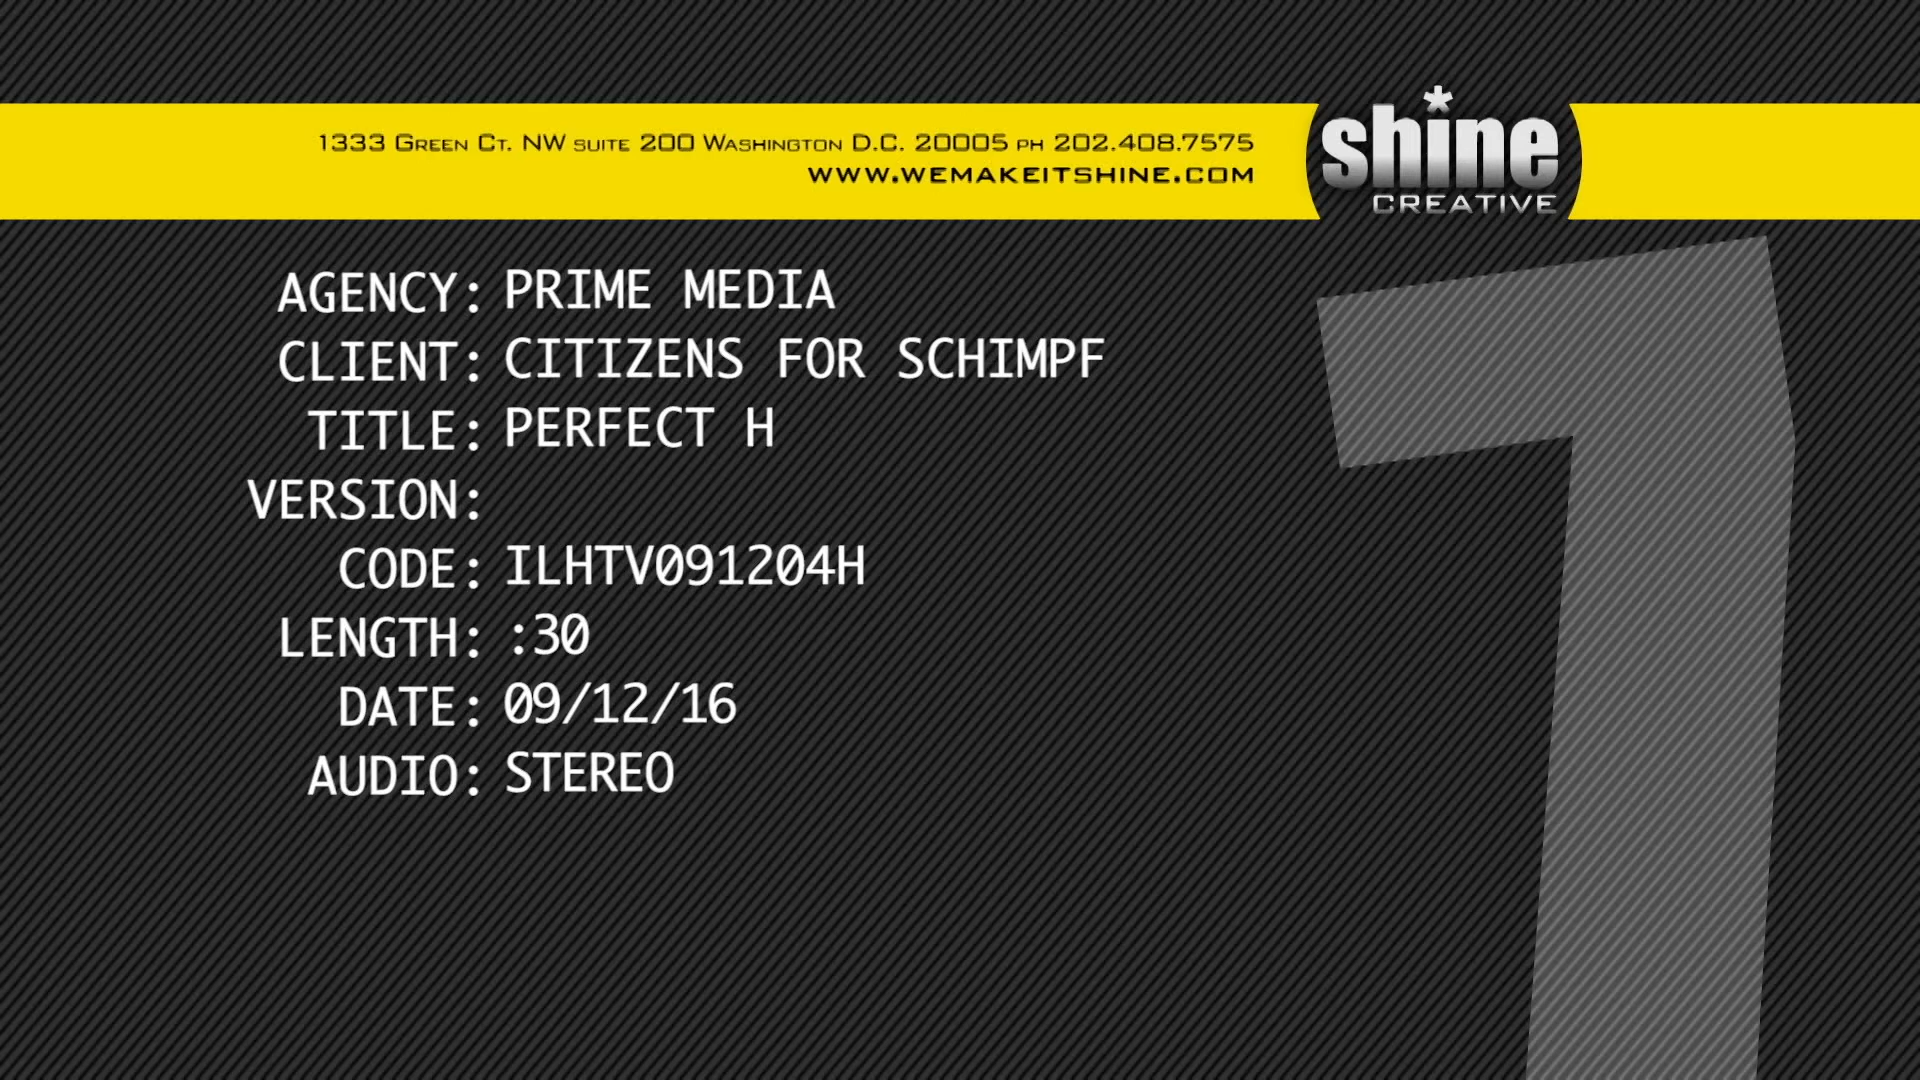 1333 Green Ct. NW suite 200 Washington D.C. 20005 ph 202.408.7575
www.wemakeitshine.com
shine
CREATIVE
AGENCY: PRIME MEDIA
CLIENT: CITIZENS FOR SCHIMPF
TITLE: PERFECT H
VERSION:
CODE: ILHTV091204H
LENGTH: :30
DATE: 09/12/16
AUDIO: STEREO
7